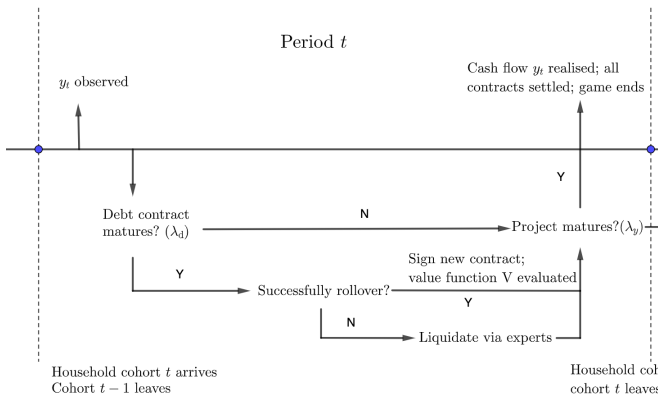 Period t
y_t observed
Cash flow y_t realised; all
contracts settled; game ends
Y
Debt contract
matures? (λ_d)
N
Project matures?(λ_y)
Sign new contract;
value function V evaluated
Y
Successfully rollover?
Y
N
Liquidate via experts
Household cohort t arrives
Cohort t − 1 leaves
Household coh
cohort t leaves